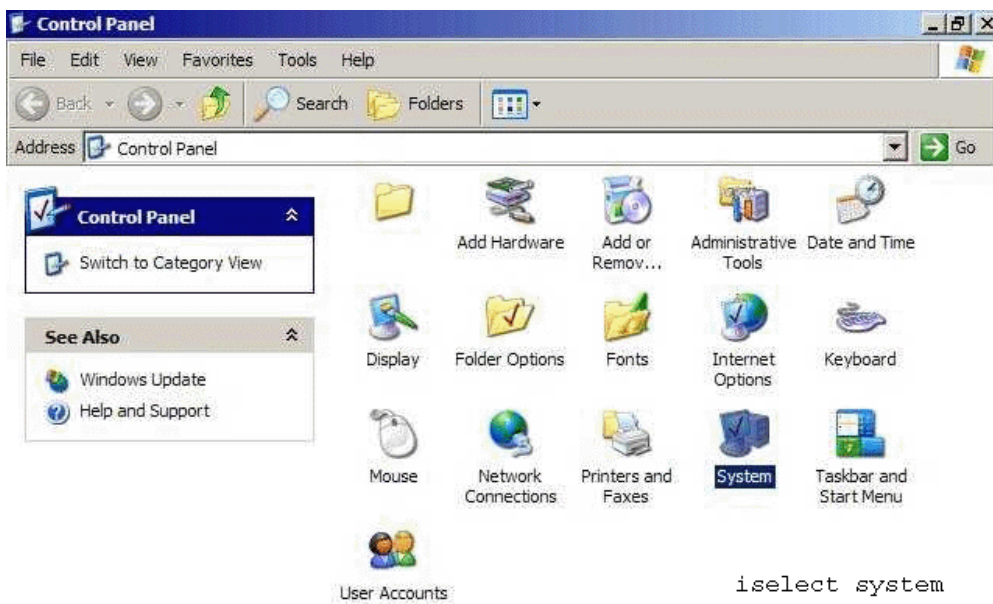 Control Panel
File Edit View Favorites Tools Help
Back Search Folders
Address Control Panel Go
Control Panel
Switch to Category View
See Also
Windows Update
Help and Support
Add Hardware
Add or
Remov...
Administrative
Tools
Date and Time
Display
Folder Options
Fonts
Internet
Options
Keyboard
Mouse
Network
Connections
Printers and
Faxes
System
Taskbar and
Start Menu
User Accounts
iselect system